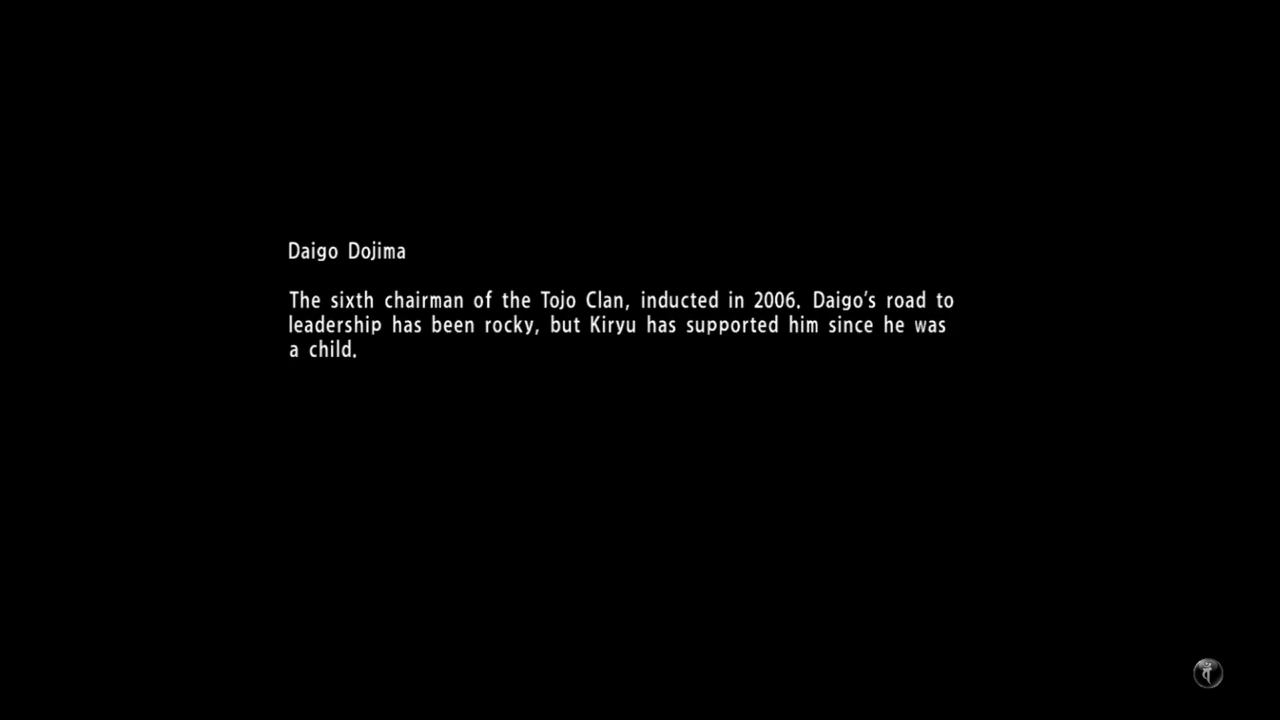 Daigo Dojima
The sixth chairman of the Tojo Clan, inducted in 2006. Daigo's road to
leadership has been rocky, but Kiryu has supported him since he was
a child.